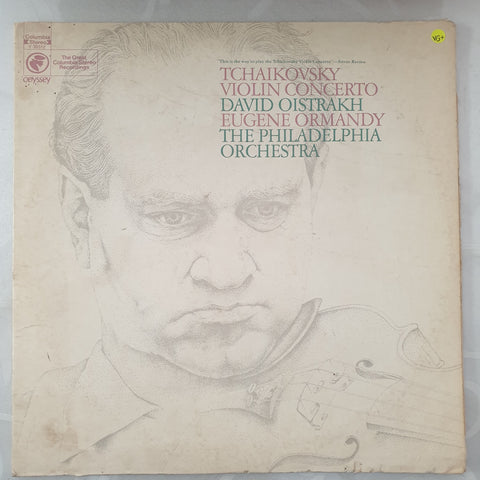 Columbia
Stereo
The Great
Columbia Stereo
Recordings
Odyssey
VG+
"This is the way to play the Tchaikovsky Violin Concerto"
TCHAIKOVSKY
VIOLIN CONCERTO
DAVID OISTRAKH
EUGENE ORMANDY
THE PHILADELPHIA
ORCHESTRA